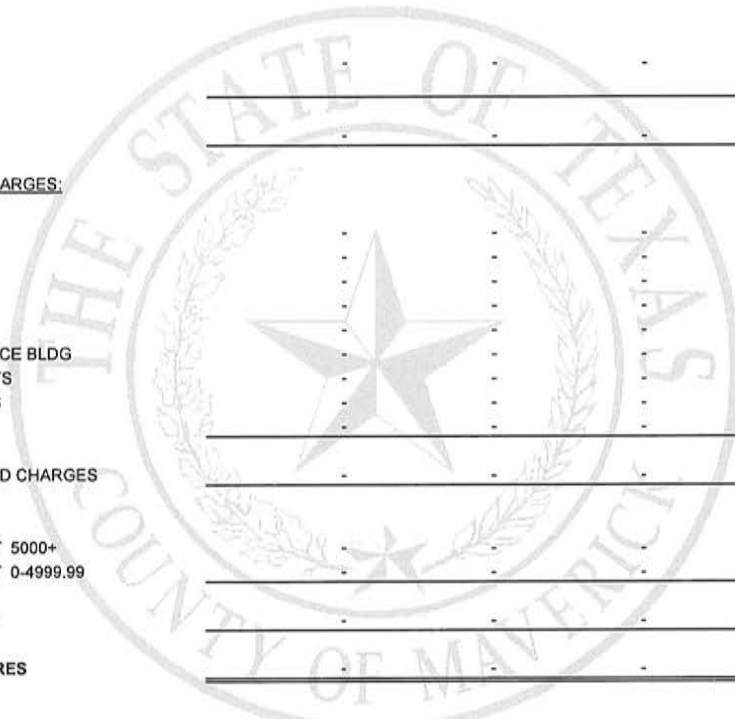 - - -
- - -
ARGES:
- - -
- - -
- - -
- - -
- - -
CE BLDG - - -
TS - - -
S - - -
- - -
D CHARGES - - -
T 5000+ - - -
T 0-4999.99 - - -
- - -
RES - - -
THE STATE OF TEXAS
COUNTY OF MAVERICK